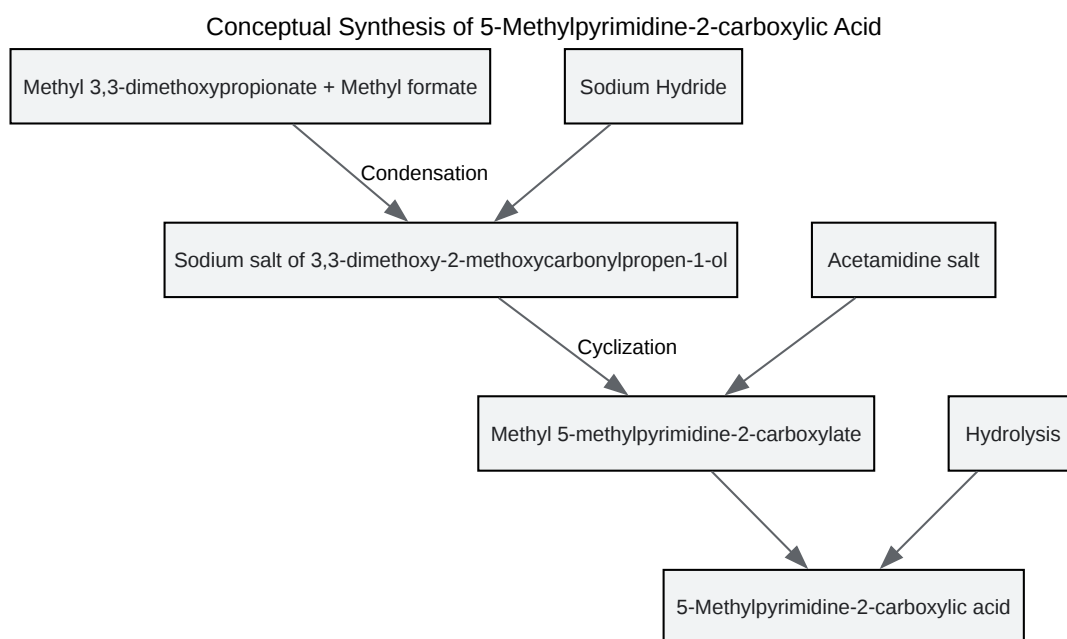 Conceptual Synthesis of 5-Methylpyrimidine-2-carboxylic Acid
Methyl 3,3-dimethoxypropionate + Methyl formate
Sodium Hydride
Condensation
Sodium salt of 3,3-dimethoxy-2-methoxycarbonylpropen-1-ol
Acetamidine salt
Cyclization
Methyl 5-methylpyrimidine-2-carboxylate
Hydrolysis
5-Methylpyrimidine-2-carboxylic acid